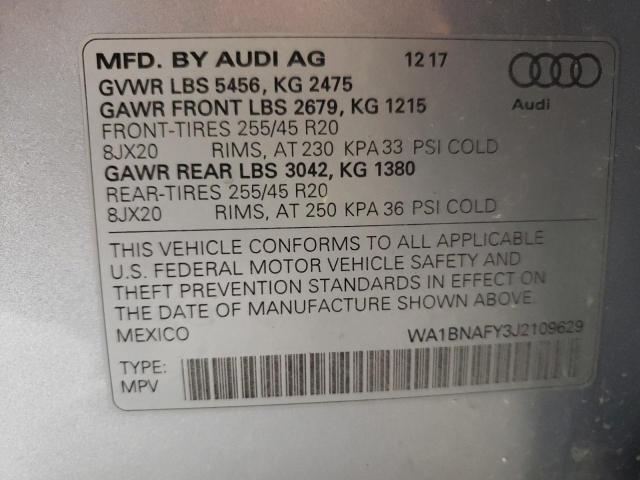 MFD. BY AUDI AG 12 17
GVWR LBS 5456, KG 2475
GAWR FRONT LBS 2679, KG 1215
FRONT-TIRES 255/45 R20
8JX20 RIMS, AT 230 KPA 33 PSI COLD
GAWR REAR LBS 3042, KG 1380
REAR-TIRES 255/45 R20
8JX20 RIMS, AT 250 KPA 36 PSI COLD
Audi
THIS VEHICLE CONFORMS TO ALL APPLICABLE
U.S. FEDERAL MOTOR VEHICLE SAFETY AND
THEFT PREVENTION STANDARDS IN EFFECT ON
THE DATE OF MANUFACTURE SHOWN ABOVE.
MEXICO WA1BNAFY3J2109629
TYPE:
MPV